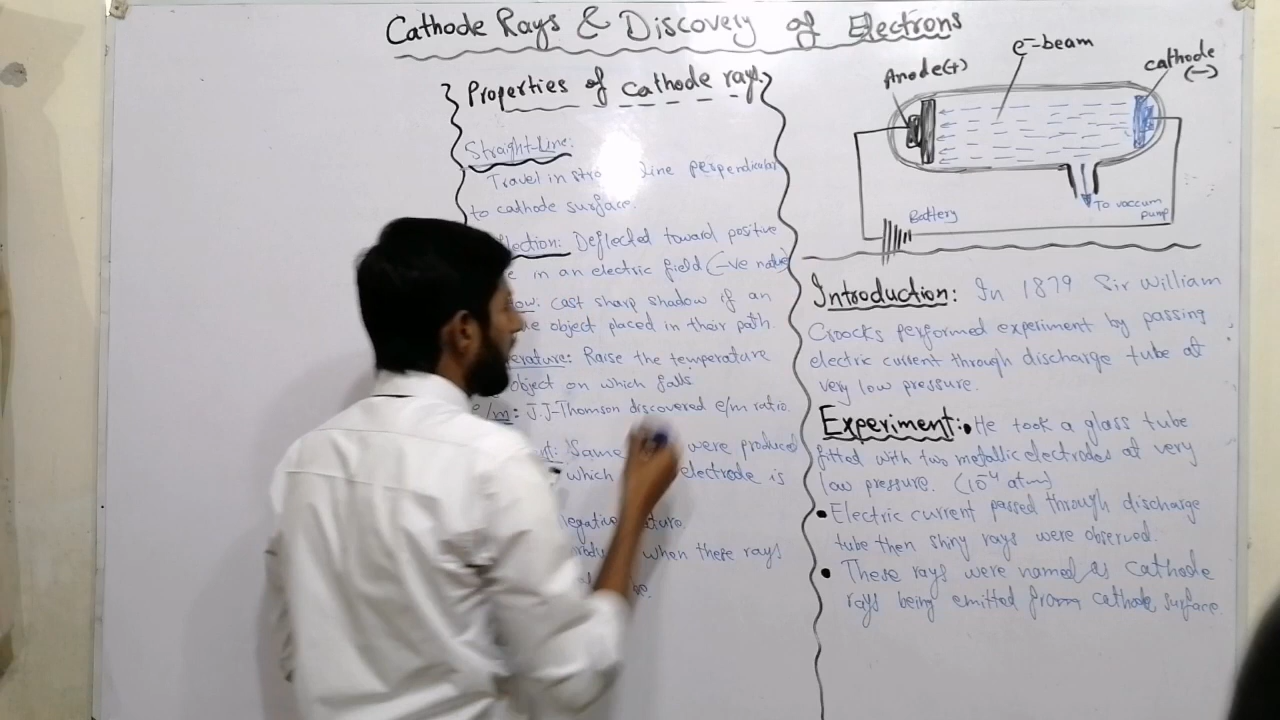 Cathode Rays & Discovery of Electrons
Properties of Cathode rays
Straight-Line:
Travel in line perpendicular
to cathode surface.
Deflected toward positive
in an electric field (-ve nature)
cast sharp shadow if an
object placed in their path.
Raise the temperature
object on which falls.
e/m: J.J-Thomson discovered e/m ratio.
Same were produced
which electrode is
when these rays
Anode(+)
e⁻-beam
cathode
(-)
To vaccum
pump
Battery
Introduction: In 1879 Sir William
Croocks performed experiment by passing
electric current through discharge tube at
very low pressure.
Experiment: • He took a glass tube
fitted with two metallic electrodes at very
low pressure. (10⁻⁴ atm)
• Electric current passed through discharge
tube then shiny rays were observed.
• These rays were named as cathode
rays being emitted from cathode surface.